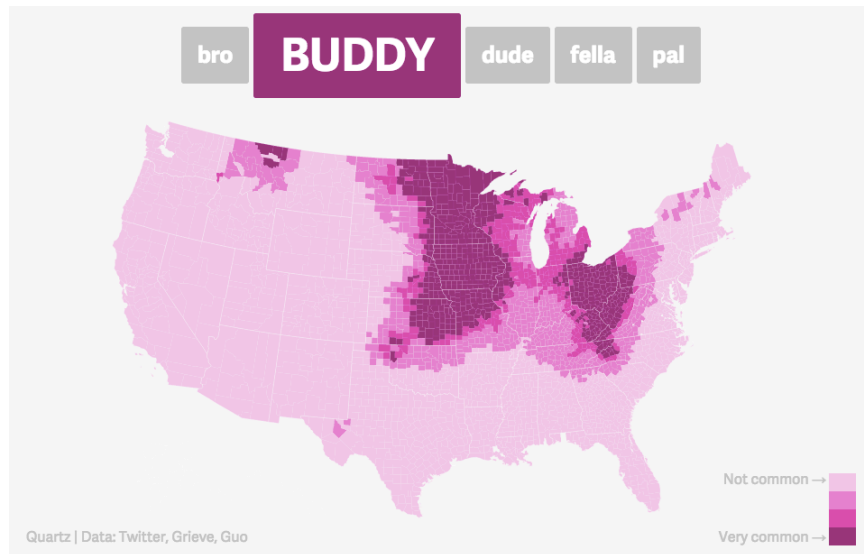 bro BUDDY dude fella pal
Not common →
Very common →
Quartz | Data: Twitter, Grieve, Guo